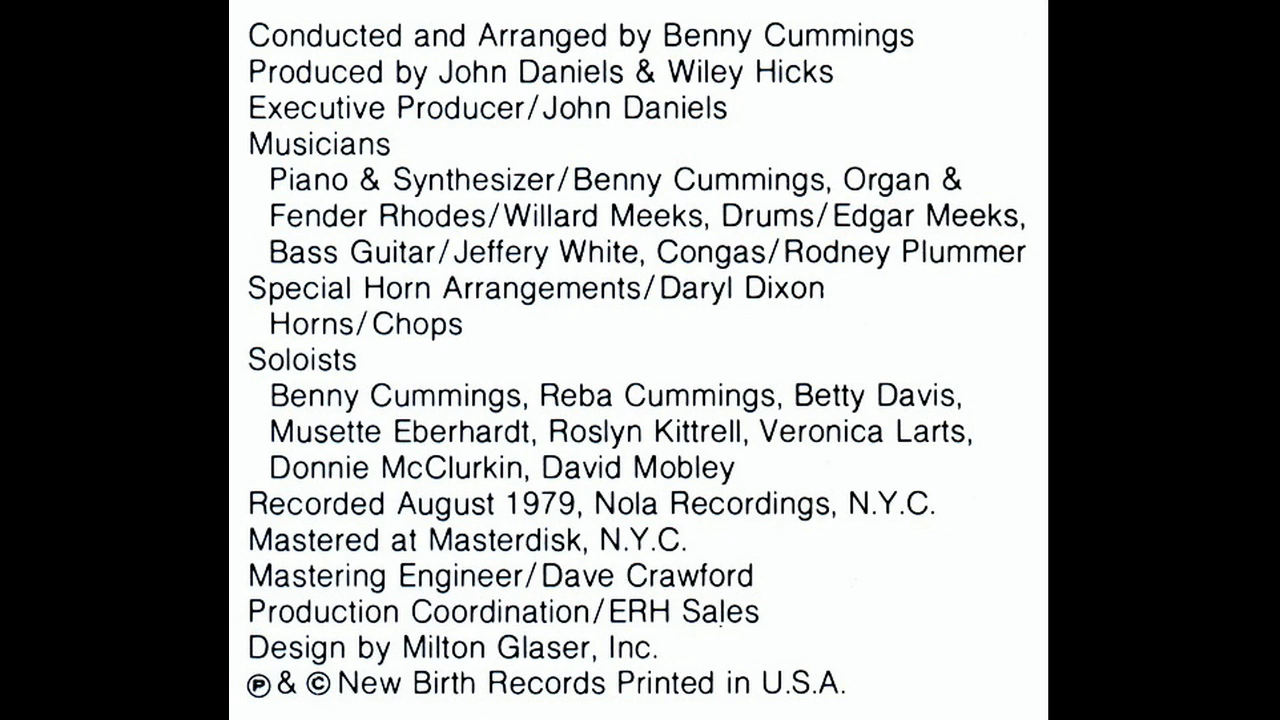 Conducted and Arranged by Benny Cummings
Produced by John Daniels & Wiley Hicks
Executive Producer/John Daniels
Musicians
Piano & Synthesizer/Benny Cummings, Organ &
Fender Rhodes/Willard Meeks, Drums/Edgar Meeks,
Bass Guitar/Jeffery White, Congas/Rodney Plummer
Special Horn Arrangements/Daryl Dixon
Horns/Chops
Soloists
Benny Cummings, Reba Cummings, Betty Davis,
Musette Eberhardt, Roslyn Kittrell, Veronica Larts,
Donnie McClurkin, David Mobley
Recorded August 1979, Nola Recordings, N.Y.C.
Mastered at Masterdisk, N.Y.C.
Mastering Engineer/Dave Crawford
Production Coordination/ERH Sales
Design by Milton Glaser, Inc.
℗ & © New Birth Records Printed in U.S.A.